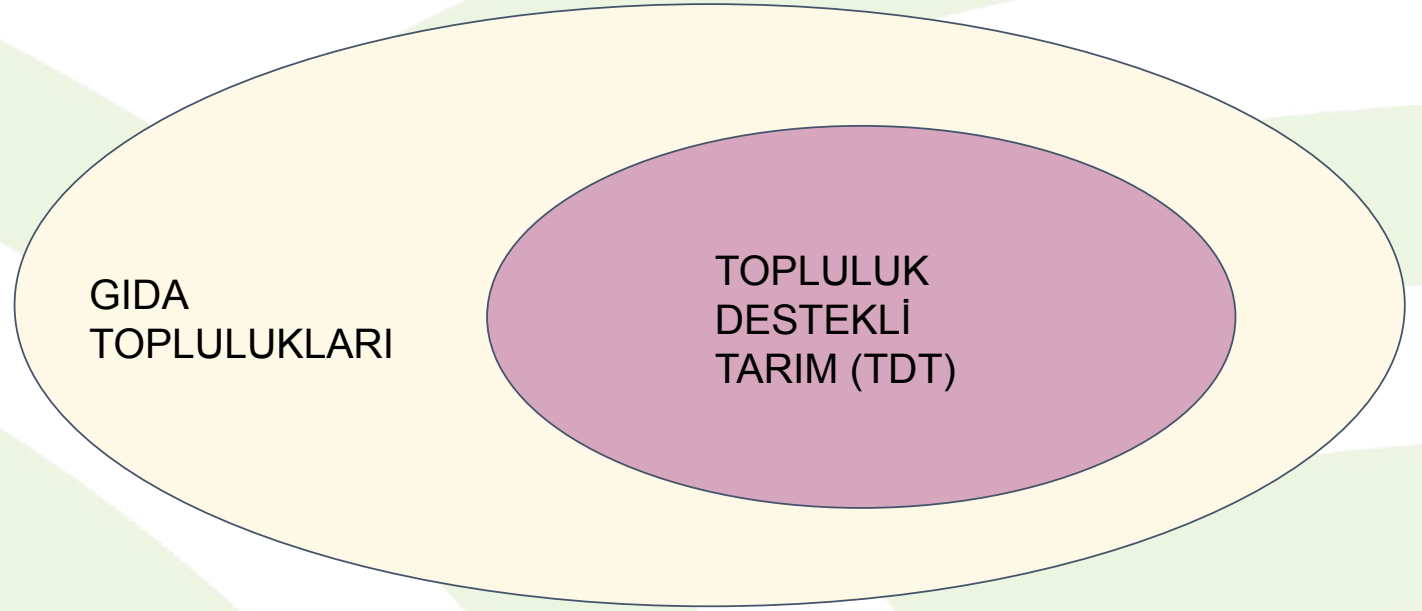 GIDA
TOPLULUKLARI
TOPLULUK
DESTEKLİ
TARIM (TDT)